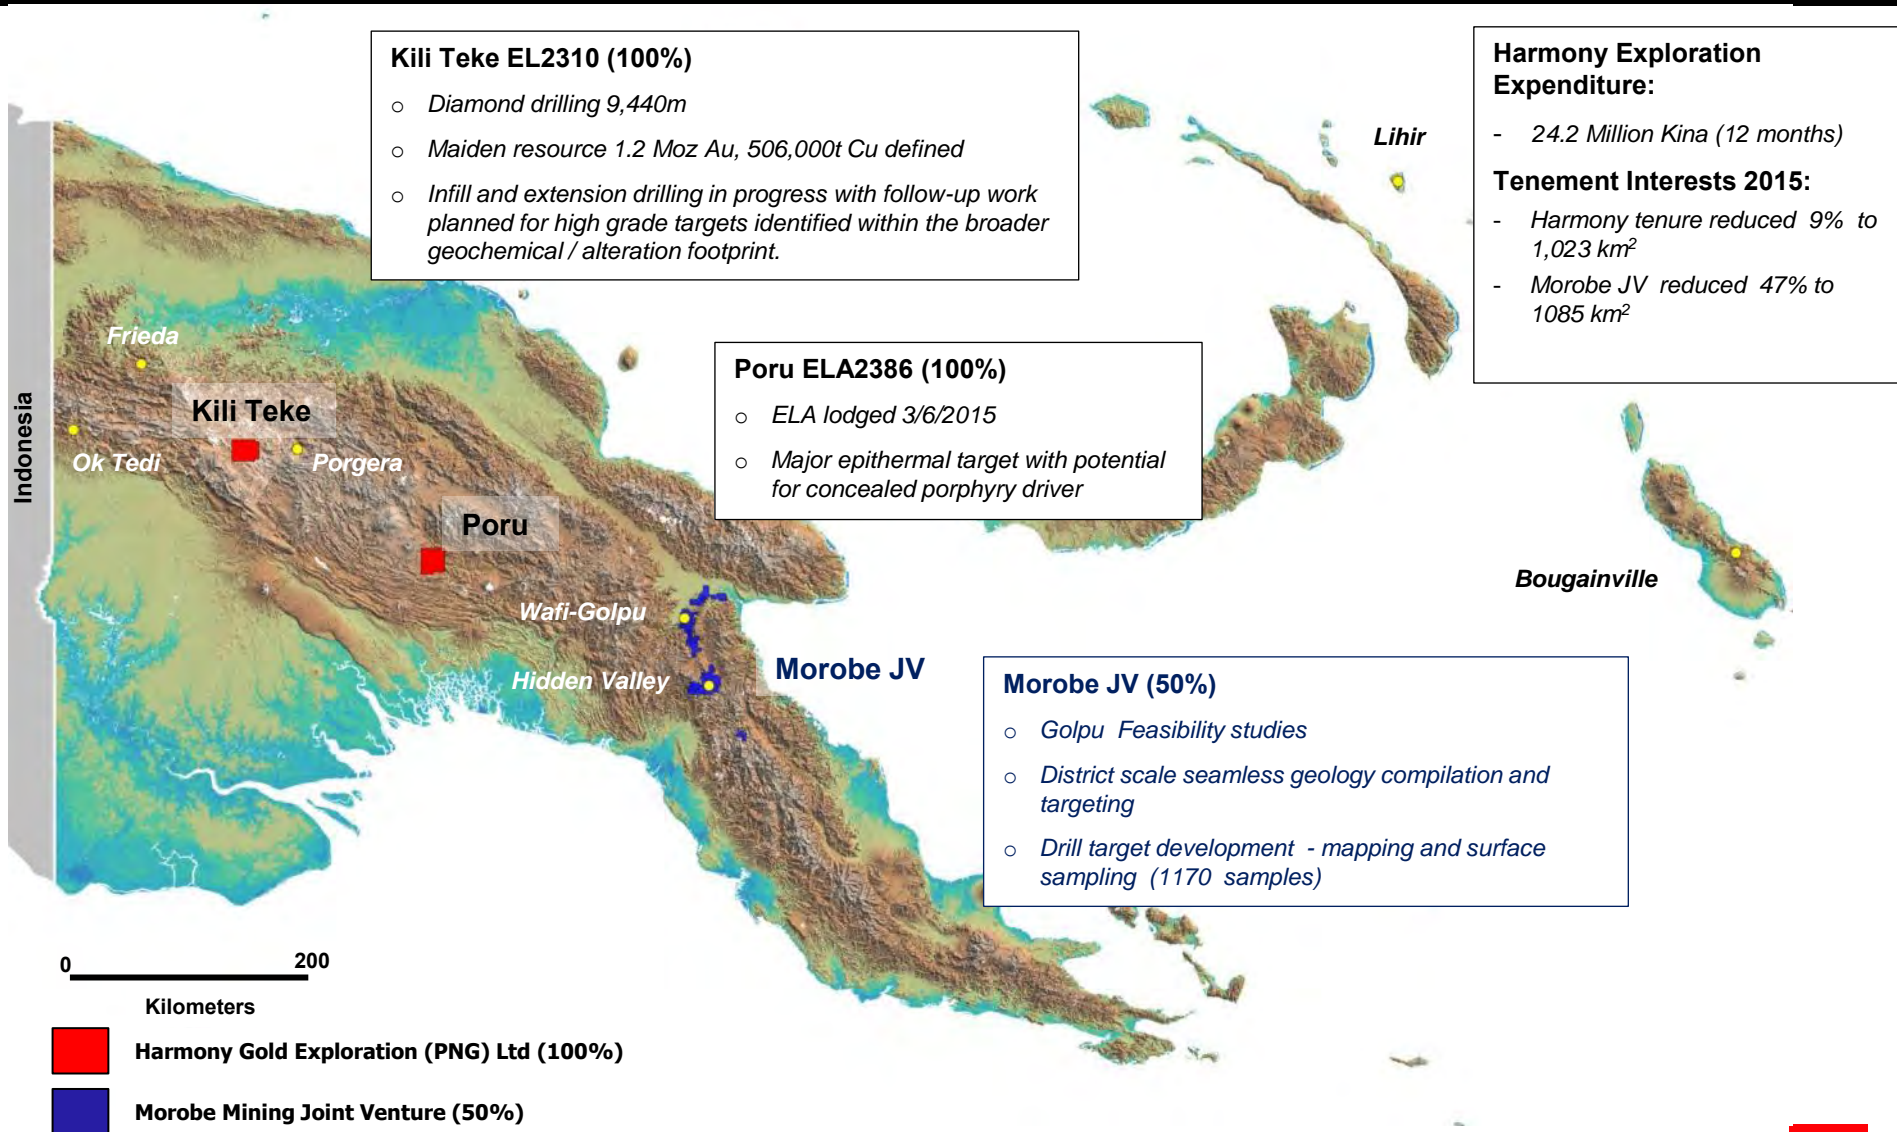 Kili Teke EL2310 (100%)
o Diamond drilling 9,440m
o Maiden resource 1.2 Moz Au, 506,000t Cu defined
o Infill and extension drilling in progress with follow-up work
planned for high grade targets identified within the broader
geochemical / alteration footprint.
Harmony Exploration
Expenditure:
- 24.2 Million Kina (12 months)
Tenement Interests 2015:
- Harmony tenure reduced 9% to
1,023 km²
- Morobe JV reduced 47% to
1085 km²
Lihir
Frieda
Kili Teke
Ok Tedi
Porgera
Indonesia
Poru ELA2386 (100%)
o ELA lodged 3/6/2015
o Major epithermal target with potential
for concealed porphyry driver
Poru
Bougainville
Wafi-Golpu
Hidden Valley
Morobe JV
Morobe JV (50%)
o Golpu Feasibility studies
o District scale seamless geology compilation and
targeting
o Drill target development - mapping and surface
sampling (1170 samples)
0 200
Kilometers
Harmony Gold Exploration (PNG) Ltd (100%)
Morobe Mining Joint Venture (50%)